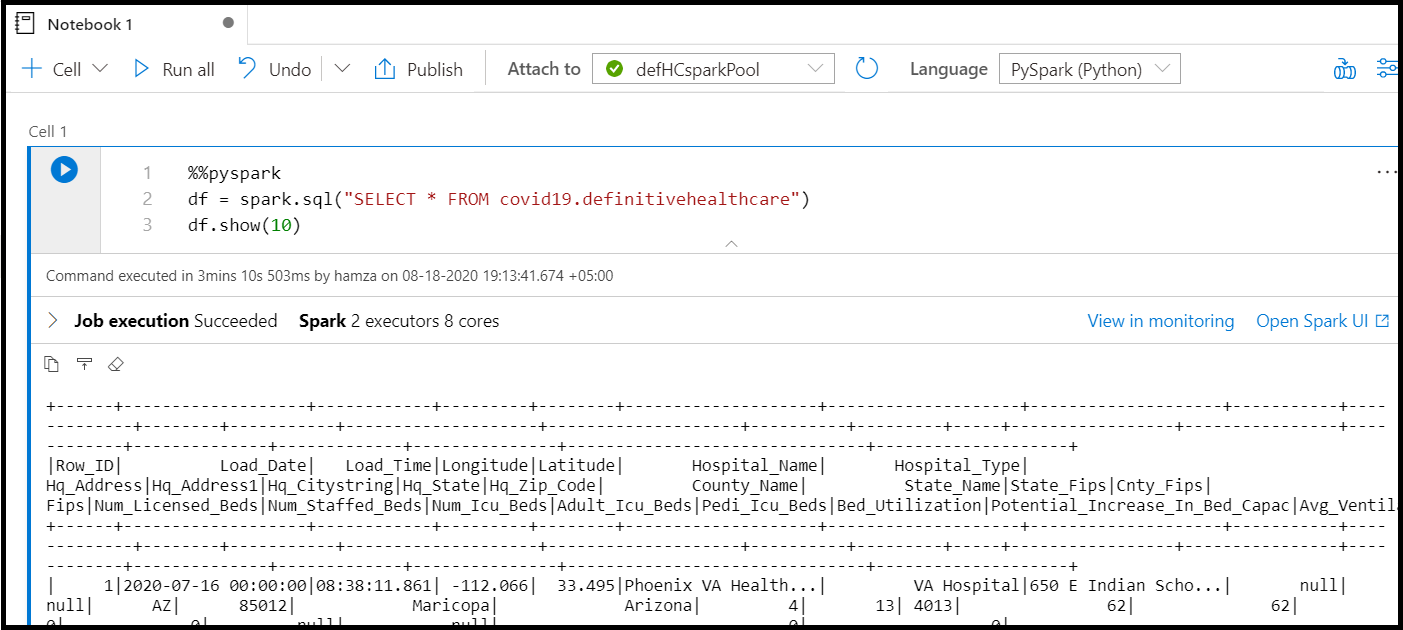 Notebook 1
Cell Run all Undo Publish Attach to defHCsparkPool Language PySpark (Python)
Cell 1
1 %%pyspark
2 df = spark.sql("SELECT * FROM covid19.definitivehealthcare")
3 df.show(10)
...
Command executed in 3mins 10s 503ms by hamza on 08-18-2020 19:13:41.674 +05:00
Job execution Succeeded Spark 2 executors 8 cores View in monitoring Open Spark UI
+------+-------------------+------------+---------+--------+--------------------+--------------------+--------------------+-----------+----
---------+--------+-----------+--------------------+--------------------+----------+---------+-----+-----------------+----------------+----
--------+--------------+-------------+---------------+-------------------------------+--------------------+
|Row_ID| Load_Date| Load_Time|Longitude|Latitude| Hospital_Name| Hospital_Type|
Hq_Address|Hq_Address1|Hq_Citystring|Hq_State|Hq_Zip_Code| County_Name| State_Name|State_Fips|Cnty_Fips|
Fips|Num_Licensed_Beds|Num_Staffed_Beds|Num_Icu_Beds|Adult_Icu_Beds|Pedi_Icu_Beds|Bed_Utilization|Potential_Increase_In_Bed_Capac|Avg_Ventil
+------+-------------------+------------+---------+--------+--------------------+--------------------+--------------------+-----------+----
---------+--------+-----------+--------------------+--------------------+----------+---------+-----+-----------------+----------------+----
--------+--------------+-------------+---------------+-------------------------------+--------------------+
| 1|2020-07-16 00:00:00|08:38:11.861| -112.066| 33.495|Phoenix VA Health...| VA Hospital|650 E Indian Scho...| null|
null| AZ| 85012| Maricopa| Arizona| 4| 13| 4013| 62| 62|
0| 0| null| null| 0| 0|